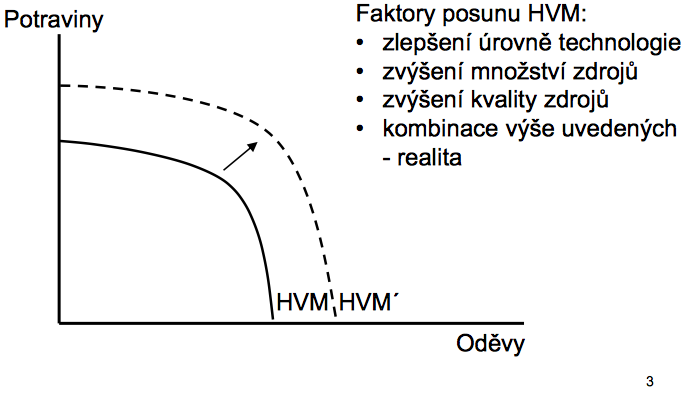 Potraviny
Faktory posunu HVM:
• zlepšení úrovně technologie
• zvýšení množství zdrojů
• zvýšení kvality zdrojů
• kombinace výše uvedených
- realita
HVM HVM´
Oděvy
3